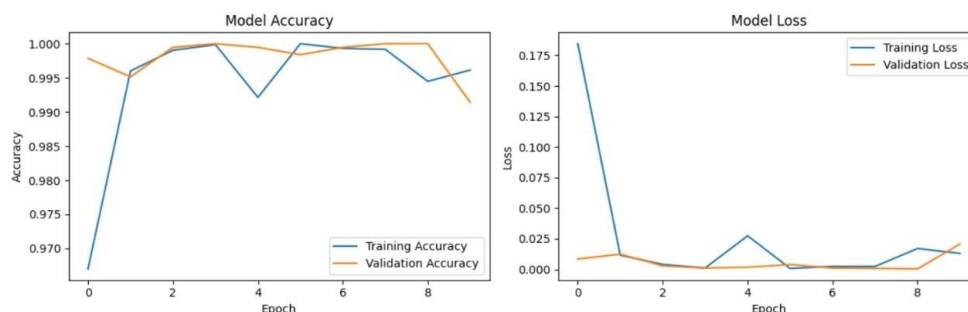 Model Accuracy
1.000
0.995
0.990
0.985
0.980
0.975
0.970
Accuracy
0
2
4
6
8
Epoch
Training Accuracy
Validation Accuracy
Model Loss
0.175
0.150
0.125
0.100
0.075
0.050
0.025
0.000
Loss
0
2
4
6
8
Epoch
Training Loss
Validation Loss